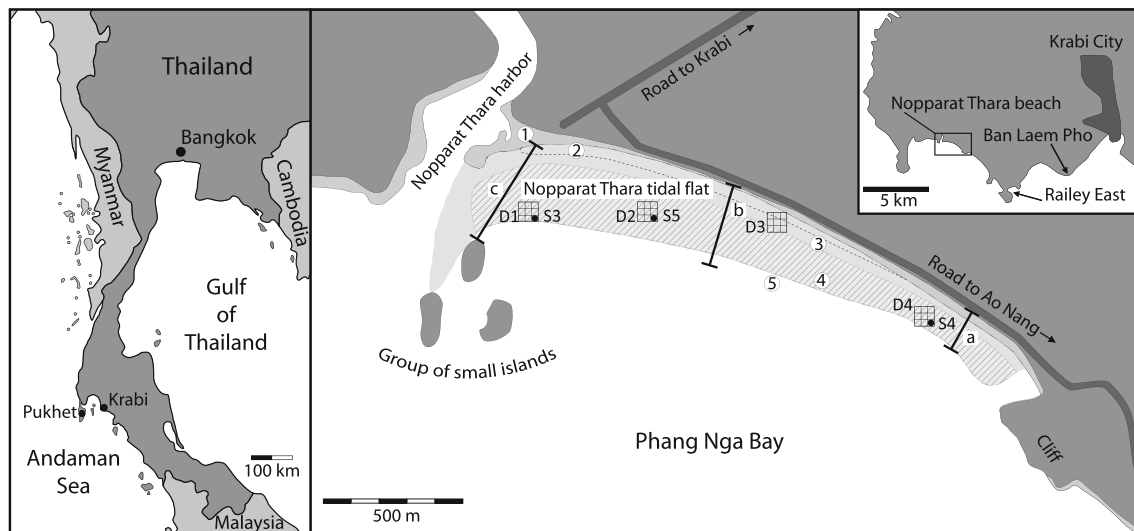 Thailand
Bangkok
Myanmar
Cambodia
Gulf
of
Thailand
Pukhet
Krabi
Andaman
Sea
100 km
Malaysia
Nopparat Thara harbor
Road to Krabi
1
2
c
Nopparat Thara tidal flat
b
D1
S3
D2
S5
D3
3
5
4
D4
S4
a
Road to Ao Nang
Group of small islands
Phang Nga Bay
Cliff
500 m
Krabi City
Nopparat Thara beach
Ban Laem Pho
5 km
Railey East